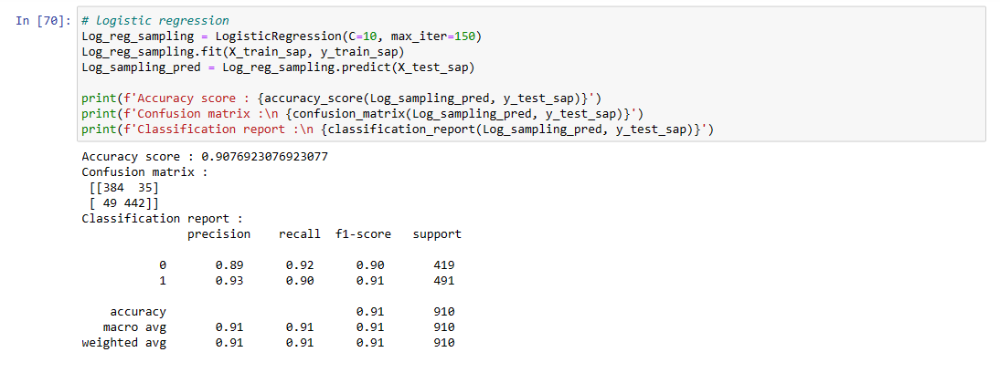 In [70]: # logistic regression
Log_reg_sampling = LogisticRegression(C=10, max_iter=150)
Log_reg_sampling.fit(X_train_sap, y_train_sap)
Log_sampling_pred = Log_reg_sampling.predict(X_test_sap)
print(f'Accuracy score : {accuracy_score(Log_sampling_pred, y_test_sap)}')
print(f'Confusion matrix :\n {confusion_matrix(Log_sampling_pred, y_test_sap)}')
print(f'Classification report :\n {classification_report(Log_sampling_pred, y_test_sap)}')
Accuracy score : 0.9076923076923077
Confusion matrix :
[[384  35]
[ 49 442]]
Classification report :
precision    recall  f1-score   support
0       0.89      0.92      0.90       419
1       0.93      0.90      0.91       491
accuracy                           0.91       910
macro avg       0.91      0.91      0.91       910
weighted avg       0.91      0.91      0.91       910